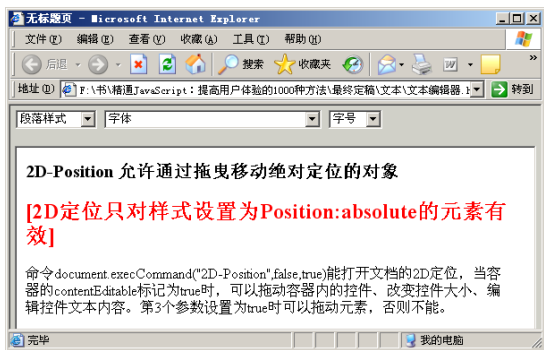 无标题页 - Microsoft Internet Explorer
文件(F) 编辑(E) 查看(V) 收藏(A) 工具(T) 帮助(H)
后退 搜索 收藏夹 »
地址(D) F:\书\精通JavaScript：提高用户体验的1000种方法\最终定稿\文本\文本编辑器.h 转到
段落样式 字体 字号
2D-Position 允许通过拖曳移动绝对定位的对象
[2D定位只对样式设置为Position:absolute的元素有
效]
命令document.execCommand("2D-Position",false,true)能打开文档的2D定位，当容
器的contentEditable标记为true时，可以拖动容器内的控件、改变控件大小、编
辑控件文本内容。第3个参数设置为true时可以拖动元素，否则不能。
完毕 我的电脑